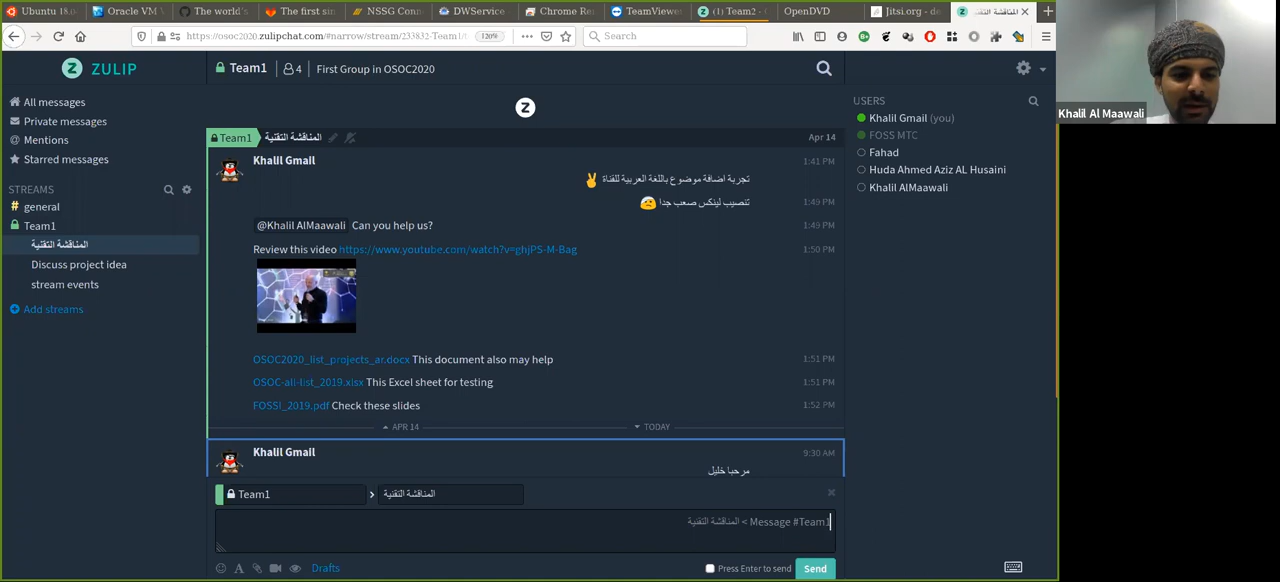 Ubuntu 18.0
Oracle VM V
The world's
The first sin
NSSG Conn
DWService
Chrome Re
TeamViewe
(1) Team2 -
OpenDVD
Jitsi.org - de
المناقشة التقنية
https://osoc2020.zulipchat.com/#narrow/stream/233832-Team1/t
120%
Search
ZULIP
Team1
4
First Group in OSOC2020
Khalil Al Maawali
All messages
Private messages
Mentions
Starred messages
STREAMS
# general
Team1
المناقشة التقنية
Discuss project idea
stream events
Add streams
Z
Team1
المناقشة التقنية
Apr 14
Khalil Gmail
1:41 PM
تجربة اضافة موضوع باللغة العربية للقناة ✌
تنصيب لينكس صعب جدا 🤕
1:49 PM
@Khalil AlMaawali Can you help us?
1:49 PM
Review this video https://www.youtube.com/watch?v=ghjPS-M-Bag
1:50 PM
OSOC2020_list_projects_ar.docx This document also may help
1:51 PM
OSOC-all-list_2019.xlsx This Excel sheet for testing
1:51 PM
FOSSI_2019.pdf Check these slides
1:52 PM
APR 14
TODAY
Khalil Gmail
9:30 AM
مرحبا خليل
Team1
المناقشة التقنية
Message #Team1 > المناقشة التقنية
Drafts
Press Enter to send
Send
USERS
Khalil Gmail (you)
FOSS MTC
Fahad
Huda Ahmed Aziz AL Husaini
Khalil AlMaawali